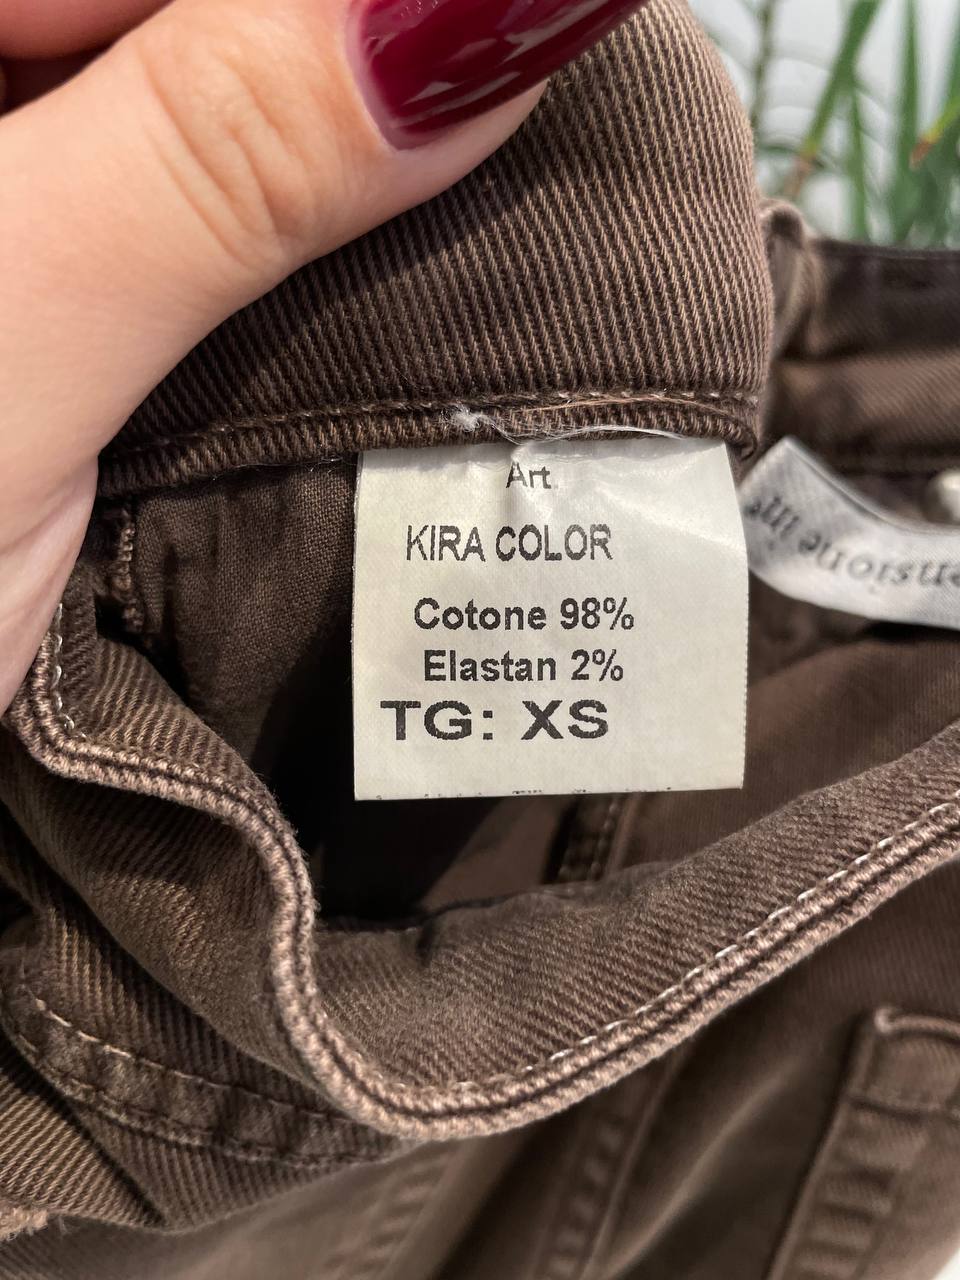 Art.
KIRA COLOR
Cotone 98%
Elastan 2%
TG: XS